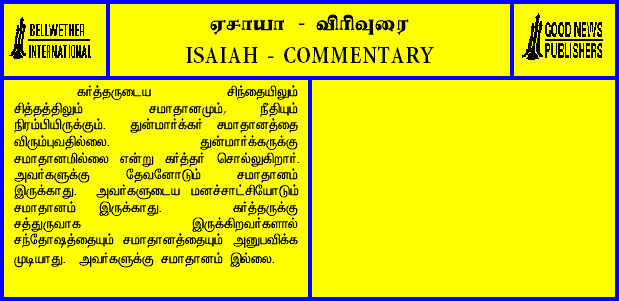 BELLWETHER
INTERNATIONAL
ஏசாயா - விரிவுரை
ISAIAH - COMMENTARY
GOOD NEWS
PUBLISHERS
கர்த்தருடைய சிந்தையிலும்
சித்தத்திலும் சமாதானமும், நீதியும்
நிரம்பியிருக்கும். துன்மார்க்கர் சமாதானத்தை
விரும்புவதில்லை. துன்மார்க்கருக்கு
சமாதானமில்லை என்று கர்த்தர் சொல்லுகிறார்.
அவர்களுக்கு தேவனோடும் சமாதானம்
இருக்காது. அவர்களுடைய மனச்சாட்சியோடும்
சமாதானம் இருக்காது. கர்த்தருக்கு
சத்துருவாக இருக்கிறவர்களால்
சந்தோஷத்தையும் சமாதானத்தையும் அனுபவிக்க
முடியாது. அவர்களுக்கு சமாதானம் இல்லை.